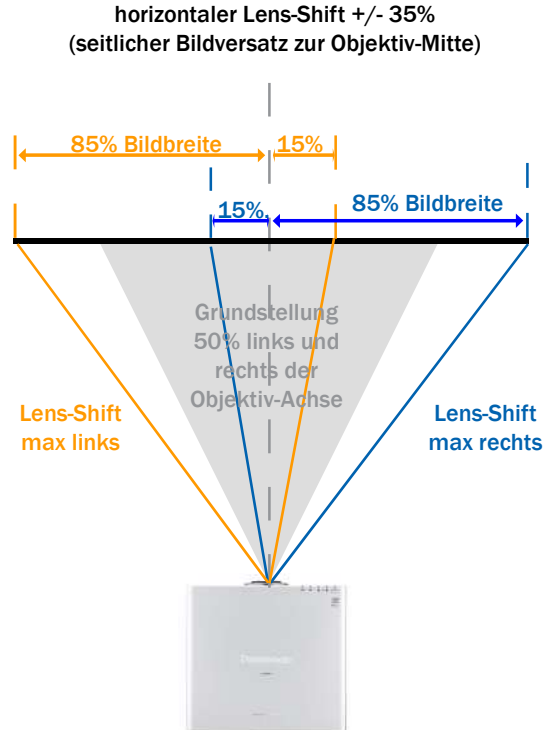 horizontaler Lens-Shift +/- 35%
(seitlicher Bildversatz zur Objektiv-Mitte)
85% Bildbreite
15%
85% Bildbreite
15%
Grundstellung
50% links und
rechts der
Objektiv-Achse
Lens-Shift
max links
Lens-Shift
max rechts